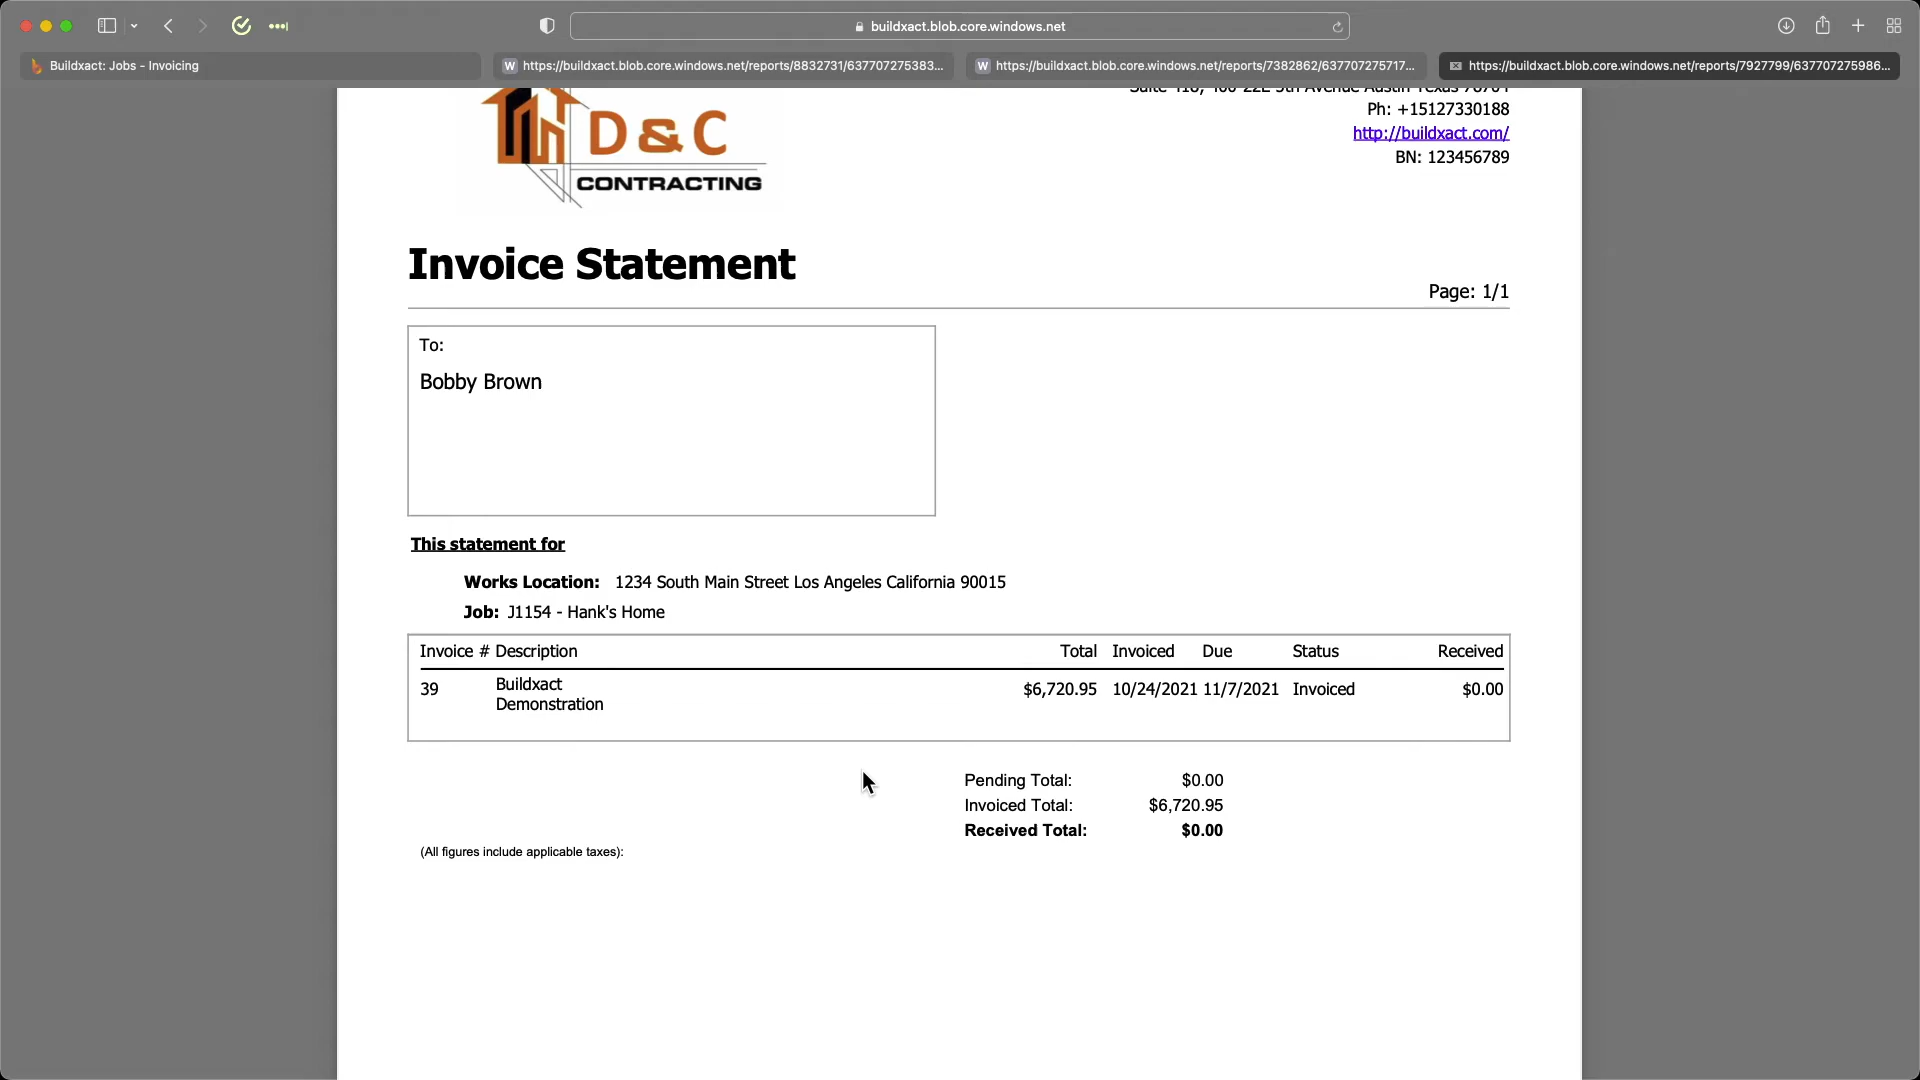 buildxact.blob.core.windows.net
Buildxact: Jobs - Invoicing
W https://buildxact.blob.core.windows.net/reports/8832731/637707275383...
W https://buildxact.blob.core.windows.net/reports/7382862/637707275717...
https://buildxact.blob.core.windows.net/reports/7927799/637707275986...
Avenue Austin Texas 78701
D & C
CONTRACTING
Ph: +15127330188
http://buildxact.com/
BN: 123456789
Invoice Statement
Page: 1/1
To:
Bobby Brown
This statement for
Works Location: 1234 South Main Street Los Angeles California 90015
Job: J1154 - Hank's Home
Invoice # Description Total Invoiced Due Status Received
39 Buildxact $6,720.95 10/24/2021 11/7/2021 Invoiced $0.00
Demonstration
Pending Total: $0.00
Invoiced Total: $6,720.95
Received Total: $0.00
(All figures include applicable taxes):